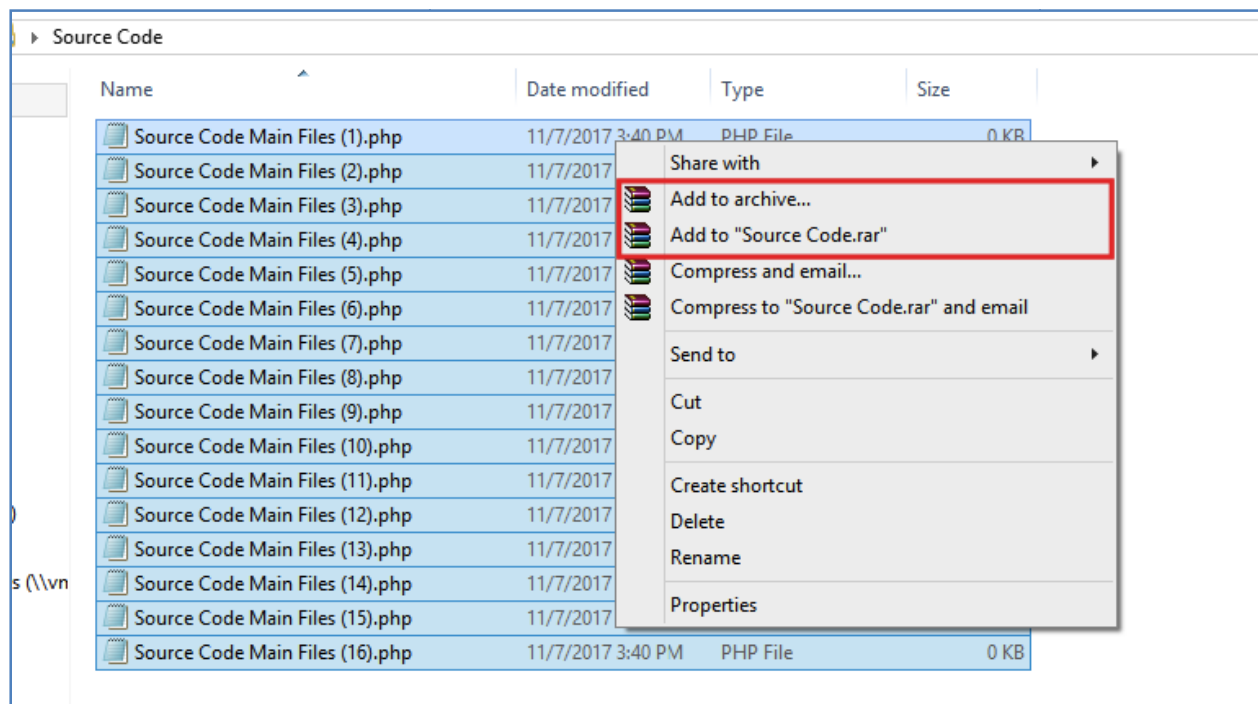 Source Code
Name Date modified Type Size
Source Code Main Files (1).php 11/7/2017 3:40 PM PHP File 0 KB
Source Code Main Files (2).php 11/7/2017
Source Code Main Files (3).php 11/7/2017
Source Code Main Files (4).php 11/7/2017
Source Code Main Files (5).php 11/7/2017
Source Code Main Files (6).php 11/7/2017
Source Code Main Files (7).php 11/7/2017
Source Code Main Files (8).php 11/7/2017
Source Code Main Files (9).php 11/7/2017
Source Code Main Files (10).php 11/7/2017
Source Code Main Files (11).php 11/7/2017
Source Code Main Files (12).php 11/7/2017
Source Code Main Files (13).php 11/7/2017
Source Code Main Files (14).php 11/7/2017
Source Code Main Files (15).php 11/7/2017
Source Code Main Files (16).php 11/7/2017 3:40 PM PHP File 0 KB
Share with
Add to archive...
Add to "Source Code.rar"
Compress and email...
Compress to "Source Code.rar" and email
Send to
Cut
Copy
Create shortcut
Delete
Rename
Properties
)
s (\\vn